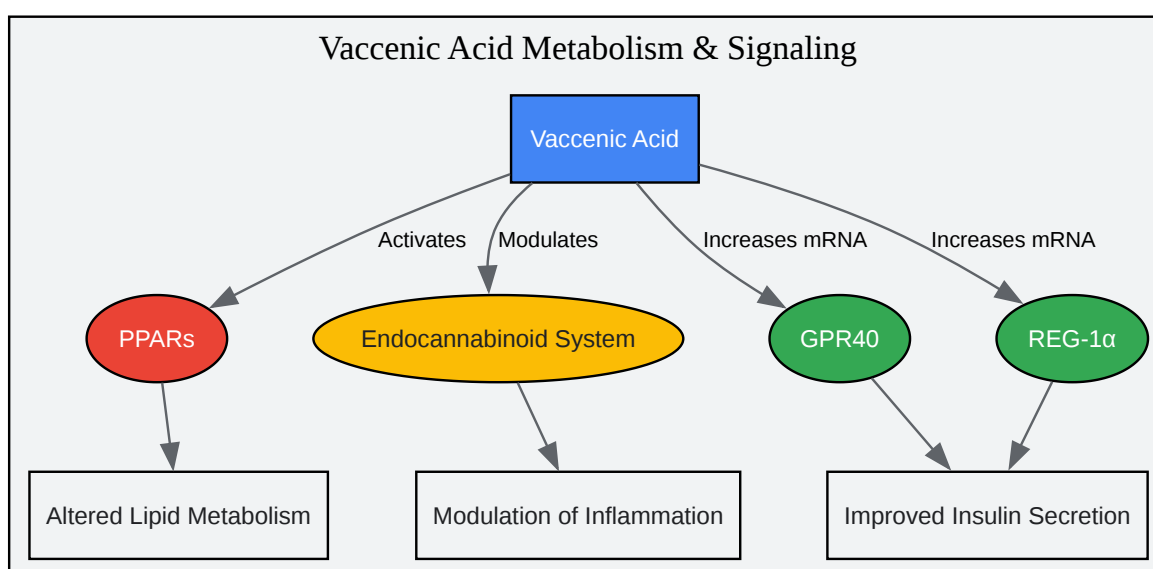 Vaccenic Acid Metabolism & Signaling
Vaccenic Acid
Activates
Modulates
Increases mRNA
Increases mRNA
PPARs
Endocannabinoid System
GPR40
REG-1α
Altered Lipid Metabolism
Modulation of Inflammation
Improved Insulin Secretion